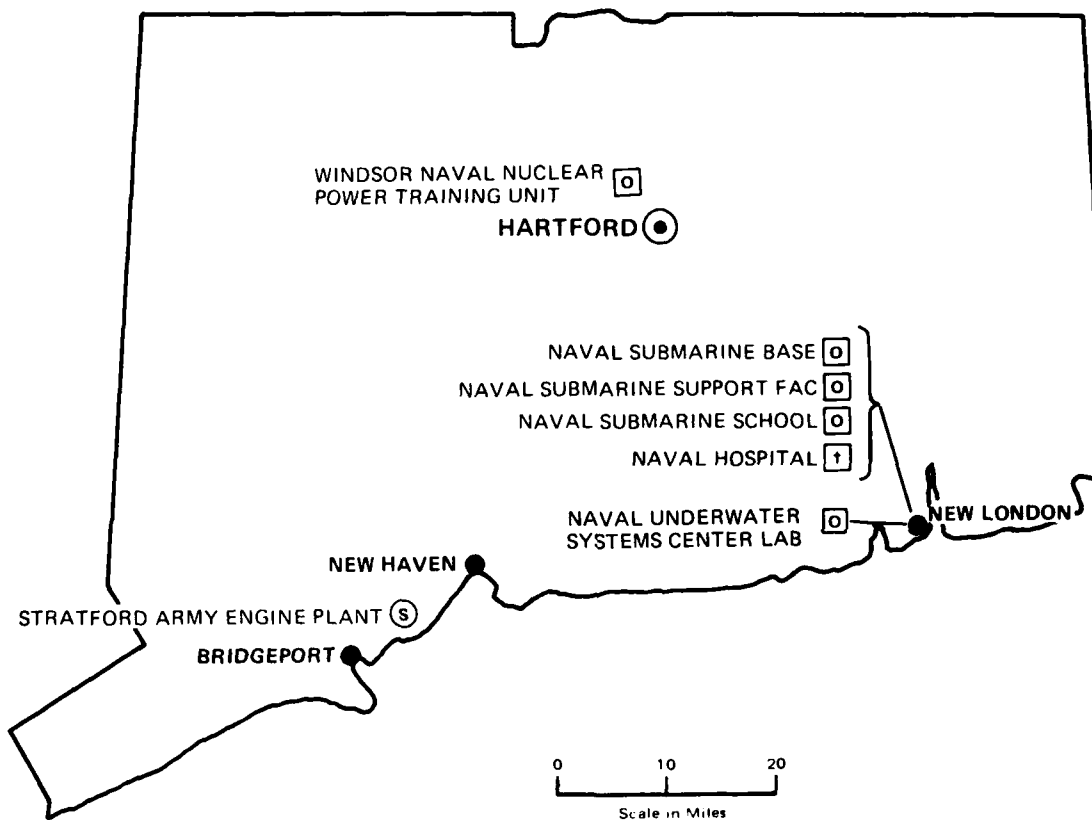 WINDSOR NAVAL NUCLEAR
POWER TRAINING UNIT O
HARTFORD
NAVAL SUBMARINE BASE O
NAVAL SUBMARINE SUPPORT FAC O
NAVAL SUBMARINE SCHOOL O
NAVAL HOSPITAL †
NAVAL UNDERWATER O
SYSTEMS CENTER LAB
NEW LONDON
NEW HAVEN
STRATFORD ARMY ENGINE PLANT S
BRIDGEPORT
0 10 20
Scale in Miles